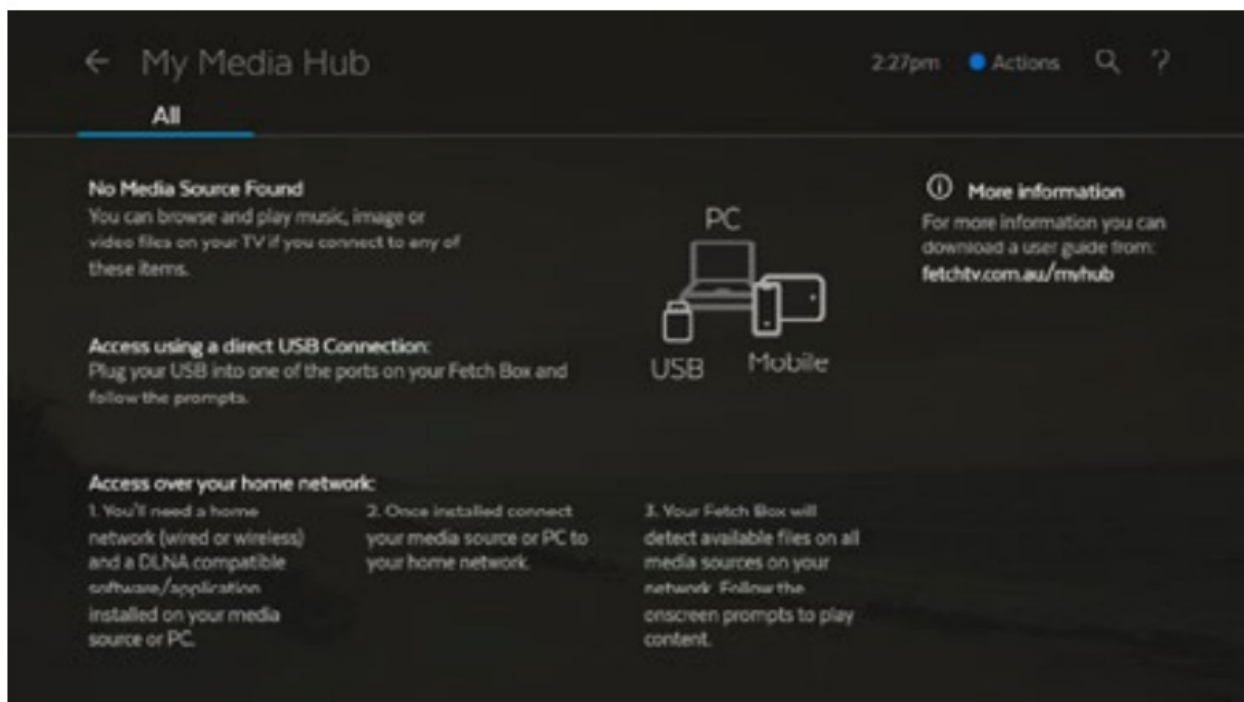 My Media Hub
2:27pm Actions
All
No Media Source Found
You can browse and play music, image or
video files on your TV if you connect to any of
these items.
PC
USB
Mobile
More information
For more information you can
download a user guide from:
fetchtv.com.au/myhub
Access using a direct USB Connection:
Plug your USB into one of the ports on your Fetch Box and
follow the prompts.
Access over your home network:
1. You'll need a home
network (wired or wireless)
and a DLNA compatible
software/application
installed on your media
source or PC.
2. Once installed connect
your media source or PC to
your home network.
3. Your Fetch Box will
detect available files on all
media sources on your
network. Follow the
onscreen prompts to play
content.